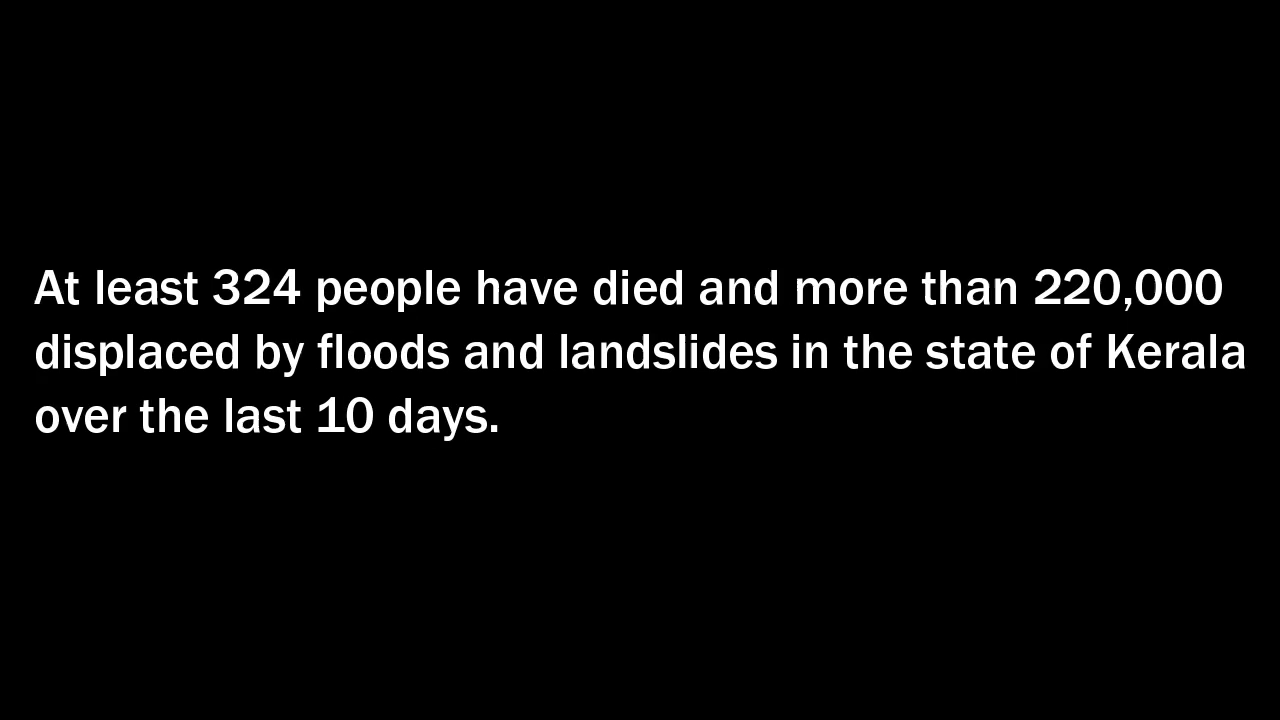 At least 324 people have died and more than 220,000
displaced by floods and landslides in the state of Kerala
over the last 10 days.